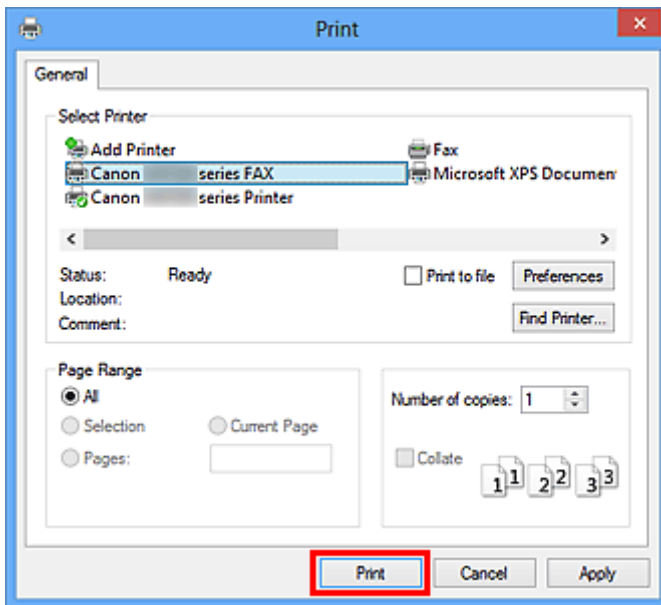 Print
General
Select Printer
Add Printer Fax
Canon series FAX Microsoft XPS Documen
Canon series Printer
Status: Ready Print to file Preferences
Location:
Comment: Find Printer...
Page Range
All Number of copies: 1
Selection Current Page
Pages: Collate
1 1 2 2 3 3
Print Cancel Apply